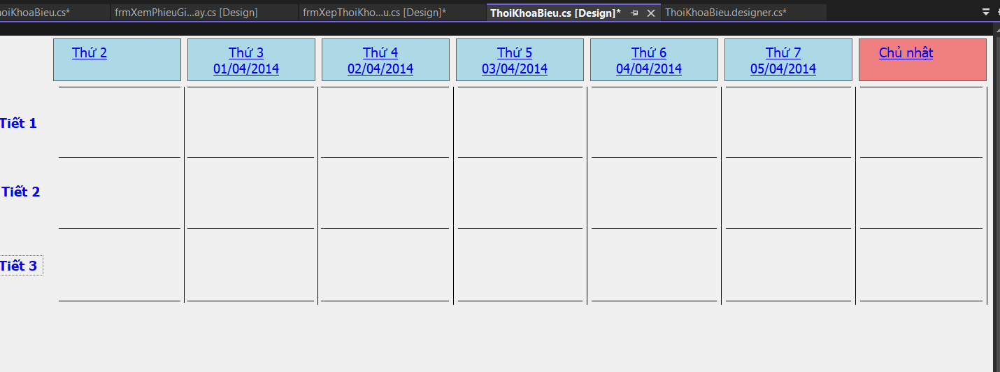 oiKhoaBieu.cs* frmXemPhieuGi...ay.cs [Design] frmXepThoiKho...u.cs [Design]* ThoiKhoaBieu.cs [Design]* ThoiKhoaBieu.designer.cs*
Thứ 2 Thứ 3 Thứ 4 Thứ 5 Thứ 6 Thứ 7 Chủ nhật
01/04/2014 02/04/2014 03/04/2014 04/04/2014 05/04/2014
Tiết 1
Tiết 2
Tiết 3